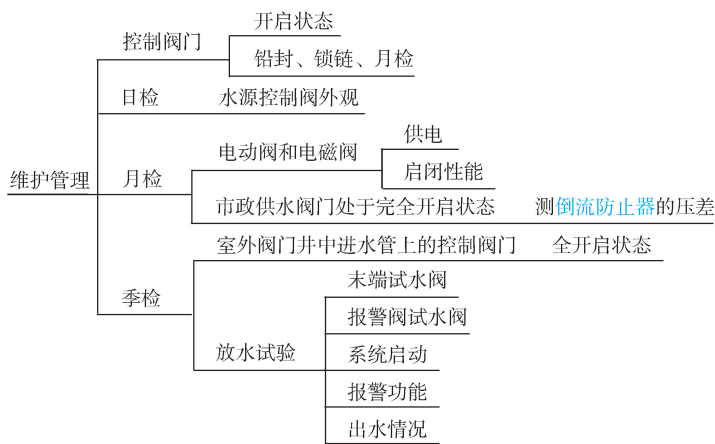 维护管理
控制阀门
开启状态
铅封、锁链、月检
日检
水源控制阀外观
月检
电动阀和电磁阀
供电
启闭性能
市政供水阀门处于完全开启状态
测倒流防止器的压差
季检
室外阀门井中进水管上的控制阀门
全开启状态
放水试验
末端试水阀
报警阀试水阀
系统启动
报警功能
出水情况